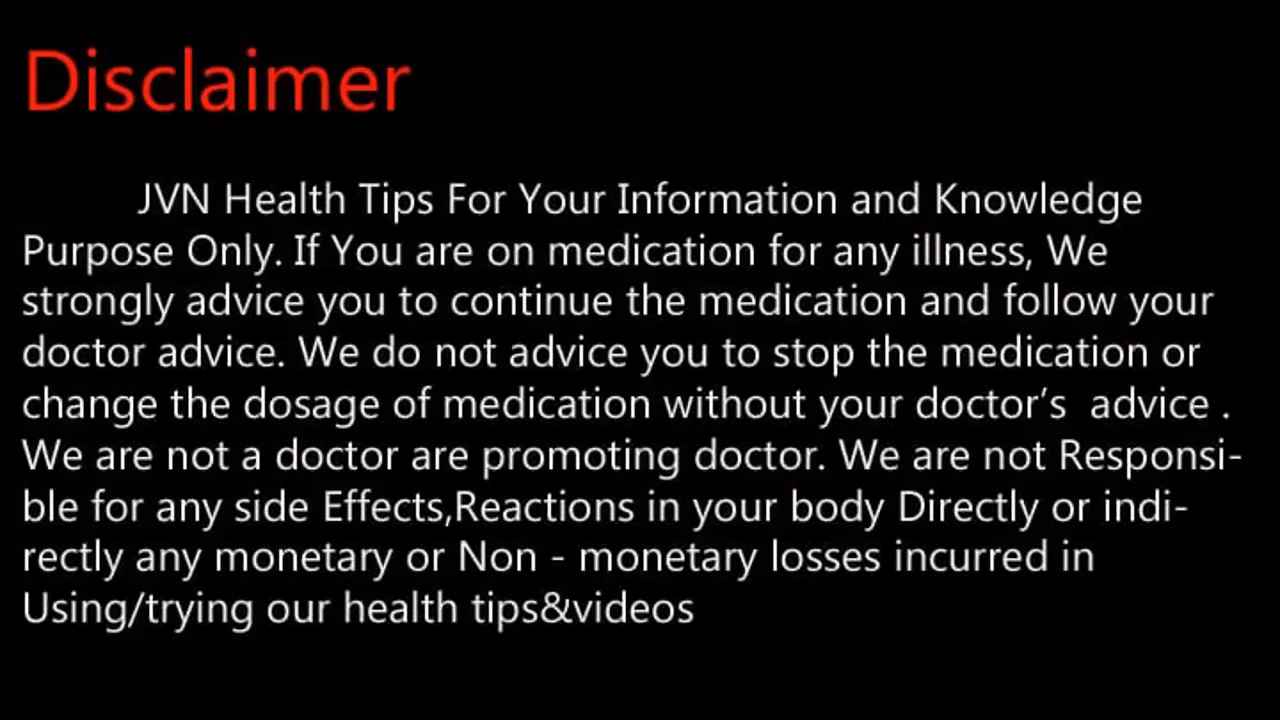 Disclaimer
JVN Health Tips For Your Information and Knowledge
Purpose Only. If You are on medication for any illness, We
strongly advice you to continue the medication and follow your
doctor advice. We do not advice you to stop the medication or
change the dosage of medication without your doctor’s  advice .
We are not a doctor are promoting doctor. We are not Responsi-
ble for any side Effects,Reactions in your body Directly or indi-
rectly any monetary or Non - monetary losses incurred in
Using/trying our health tips&videos